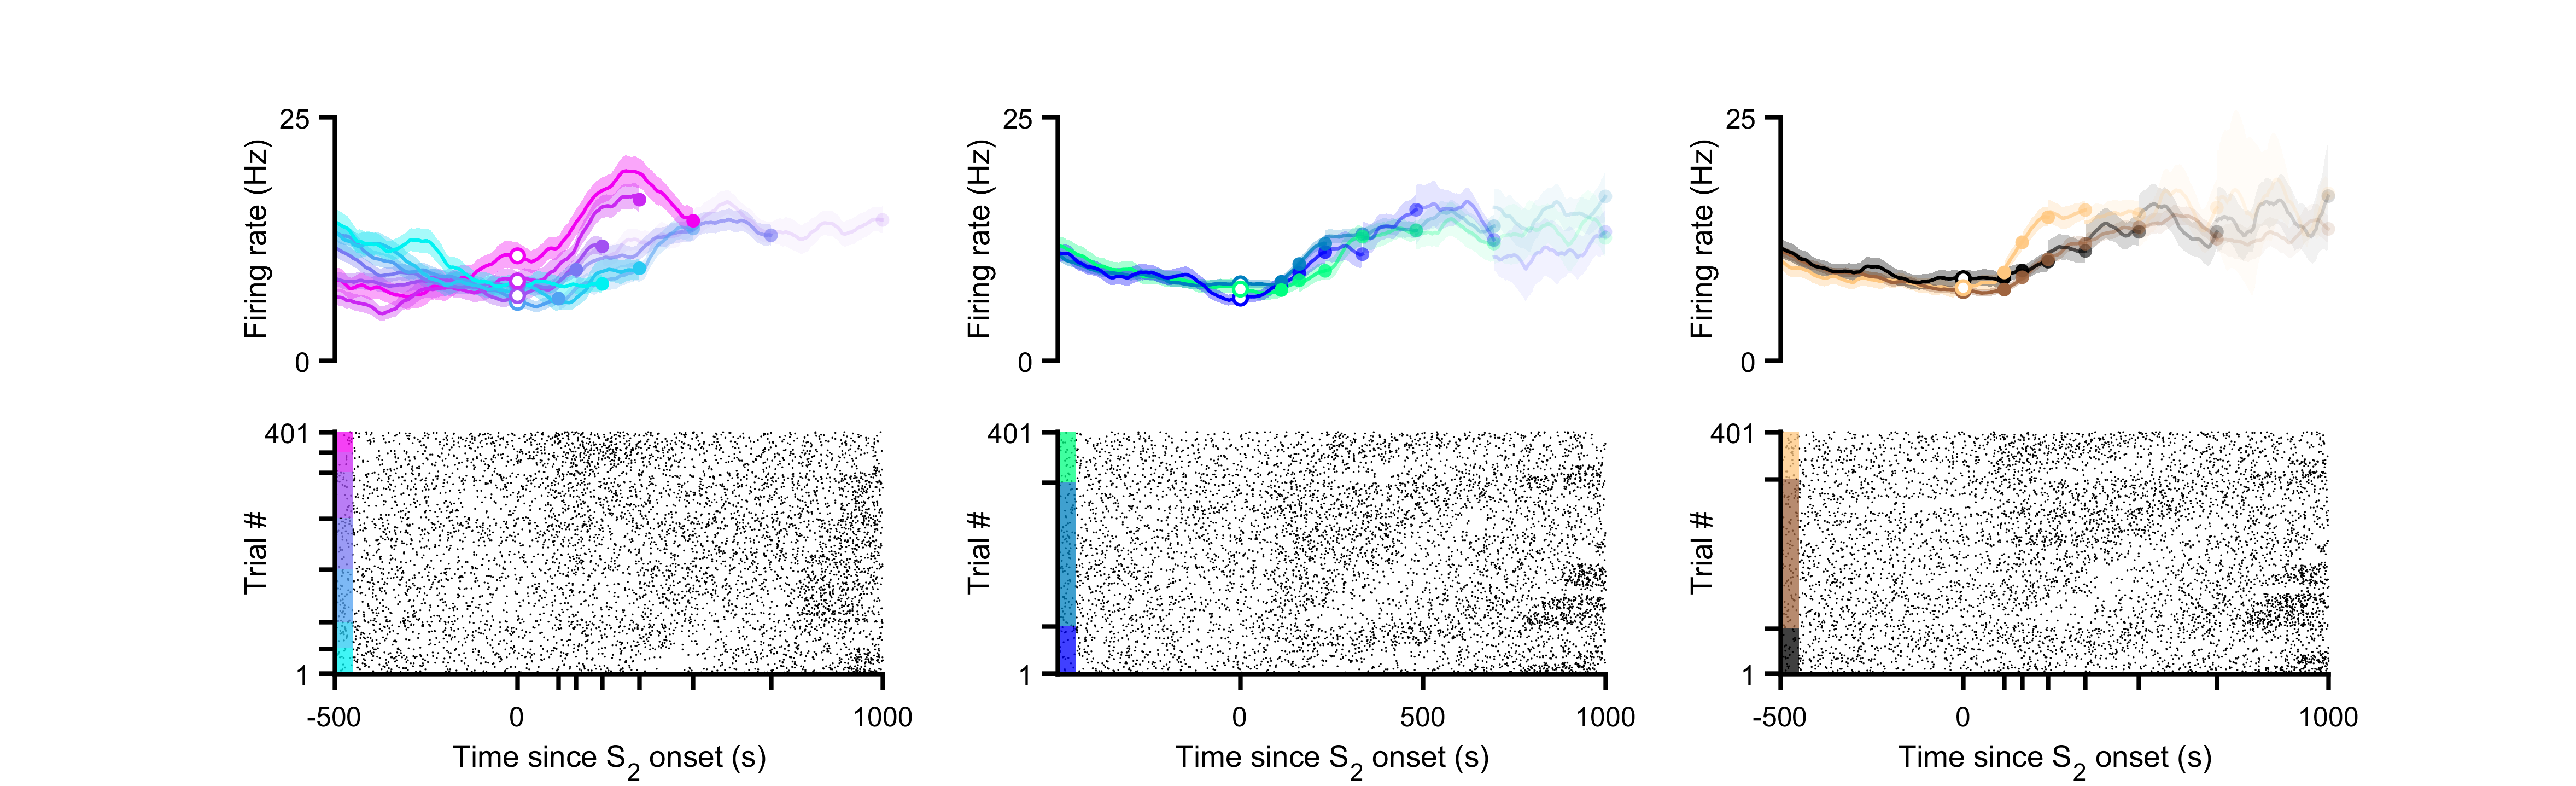 25
Firing rate (Hz)
0
25
Firing rate (Hz)
0
25
Firing rate (Hz)
0
401
Trial #
1
-500
0
1000
Time since S2 onset (s)
401
Trial #
1
0
500
1000
Time since S2 onset (s)
401
Trial #
1
-500
0
1000
Time since S2 onset (s)